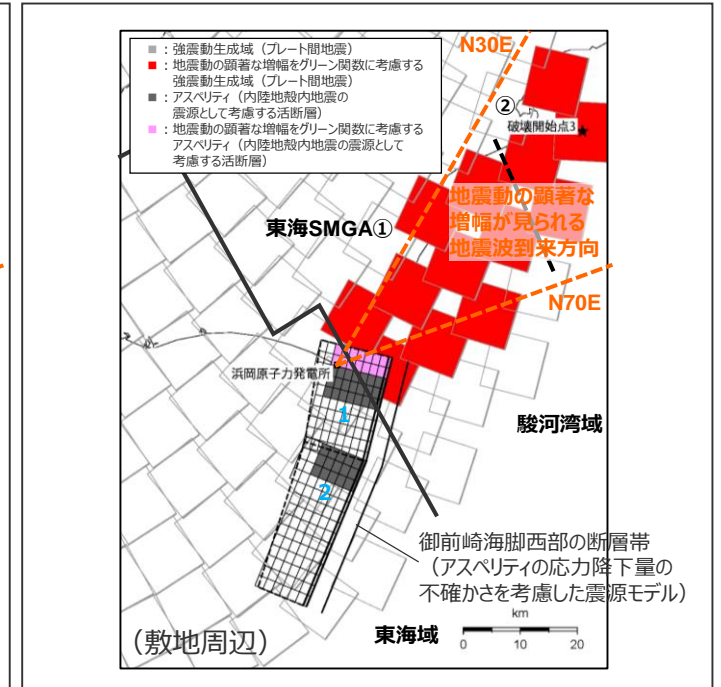 ■：強震動生成域（プレート間地震）
■：地震動の顕著な増幅をグリーン関数に考慮する
強震動生成域（プレート間地震）
■：アスペリティ（内陸地殻内地震の
震源として考慮する活断層）
■：地震動の顕著な増幅をグリーン関数に考慮する
アスペリティ（内陸地殻内地震の震源として
考慮する活断層）
N30E
②
破壊開始点3
地震動の顕著な
増幅が見られる
地震波到来方向
東海SMGA①
N70E
浜岡原子力発電所
1
駿河湾域
2
御前崎海脚西部の断層帯
（アスペリティの応力降下量の
不確かさを考慮した震源モデル）
（敷地周辺）
東海域
km
0 10 20